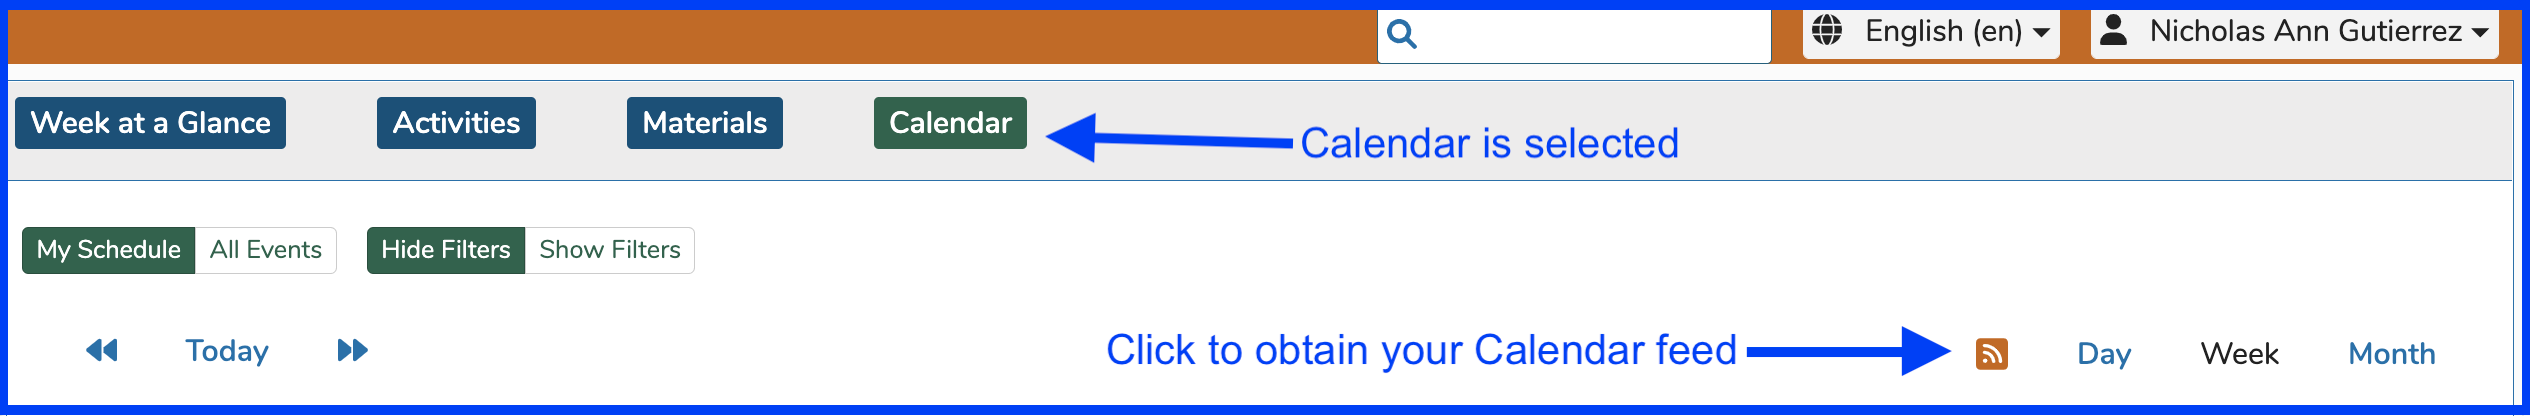 English (en) Nicholas Ann Gutierrez
Week at a Glance Activities Materials Calendar
Calendar is selected
My Schedule All Events Hide Filters Show Filters
Today Click to obtain your Calendar feed Day Week Month